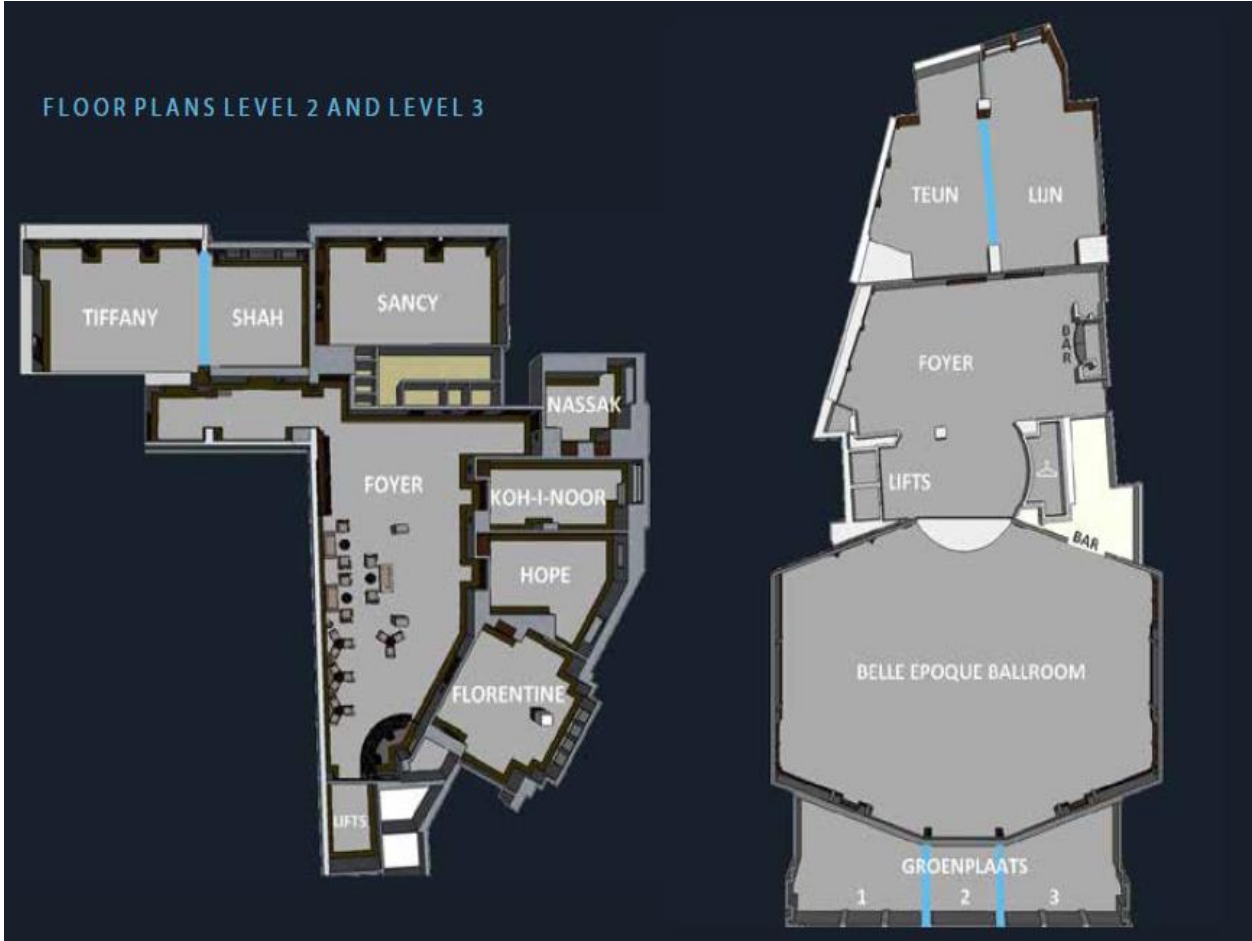 FLOOR PLANS LEVEL 2 AND LEVEL 3
TIFFANY
SHAH
SANCY
NASSAK
FOYER
KOH-I-NOOR
HOPE
FLORENTINE
LIFTS
TEUN
LIJN
BAR
FOYER
LIFTS
BAR
BELLE EPOQUE BALLROOM
GROENPLAATS
1 2 3